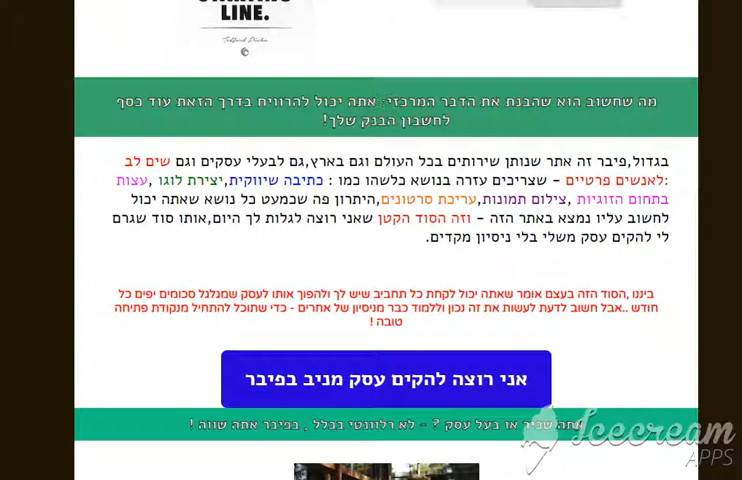 LINE.
מה שחשוב הוא שהבנת את הדבר המרכזי: אתה יכול להרוויח בדרך הזאת עוד כסף
לחשבון הבנק שלך!
בגדול,פיבר זה אתר שנותן שירותים בכל העולם וגם בארץ,גם לבעלי עסקים וגם שים לב
:לאנשים פרטיים – שצריכים עזרה בנושא כלשהו כמו : כתיבה שיווקית,יצירת לוגו ,עצות
בתחום הזוגיות ,צילום תמונות,עריכת סרטונים,היתרון פה שכמעט כל נושא שאתה יכול
לחשוב עליו נמצא באתר הזה – וזה הסוד הקטן שאני רוצה לגלות לך היום,אותו סוד שגרם
לי להקים עסק משלי בלי ניסיון מקדים.
ביננו ,הסוד הזה בעצם אומר שאתה יכול לקחת כל תחביב שיש לך ולהפוך אותו לעסק שמגלגל סכומים יפים כל
חודש ..אבל חשוב לדעת לעשות את זה נכון וללמוד כבר מניסיון של אחרים - כדי שתוכל להתחיל מנקודת פתיחה
טובה !
אני רוצה להקים עסק מניב בפיבר
אתה שכיר או בעל עסק ? – לא רלוונטי בכלל , בפיבר אתה שווה !
Icecream
APPS